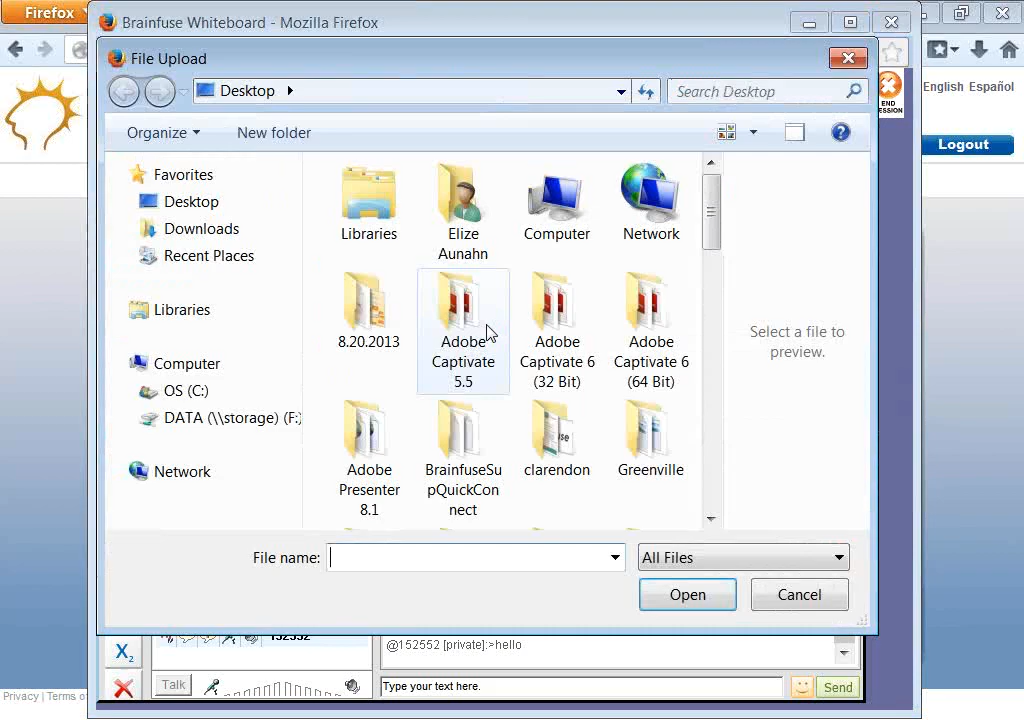 Firefox
Brainfuse Whiteboard - Mozilla Firefox
File Upload
Desktop
Search Desktop
END
English Español
Organize
New folder
Logout
Favorites
Desktop
Downloads
Recent Places
Libraries
Computer
OS (C:)
DATA (\\storage) (F:)
Network
Libraries
Elize
Aunahn
Computer
Network
8.20.2013
Adobe
Captivate
5.5
Adobe
Captivate 6
(32 Bit)
Adobe
Captivate 6
(64 Bit)
Adobe
Presenter
8.1
BrainfuseSu
pQuickCon
nect
clarendon
Greenville
Select a file to
preview.
File name:
All Files
Open
Cancel
152552
X₂
@152552 [private]:>hello
Privacy | Terms o
Talk
Type your text here.
Send